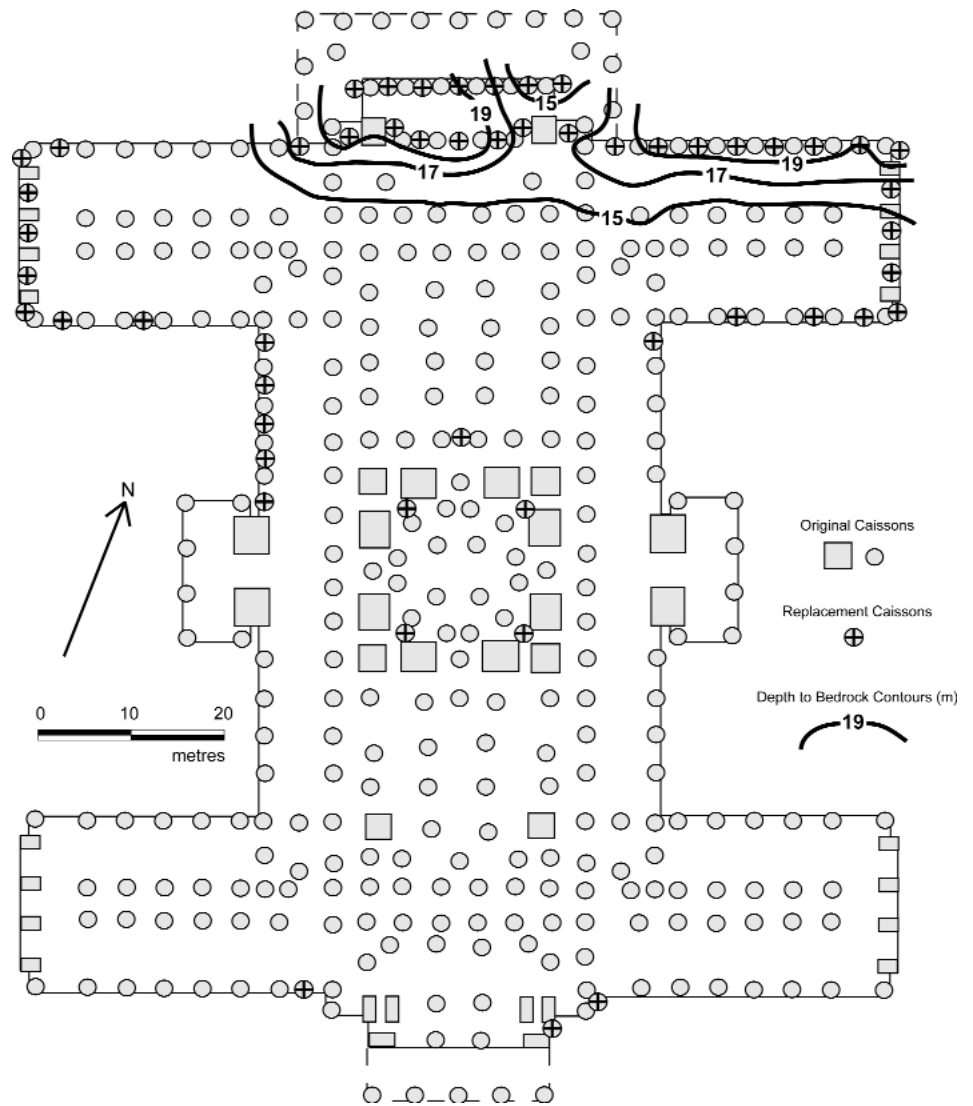 19
15
17
19
17
15
N
Original Caissons
Replacement Caissons
Depth to Bedrock Contours (m)
19
0 10 20
metres